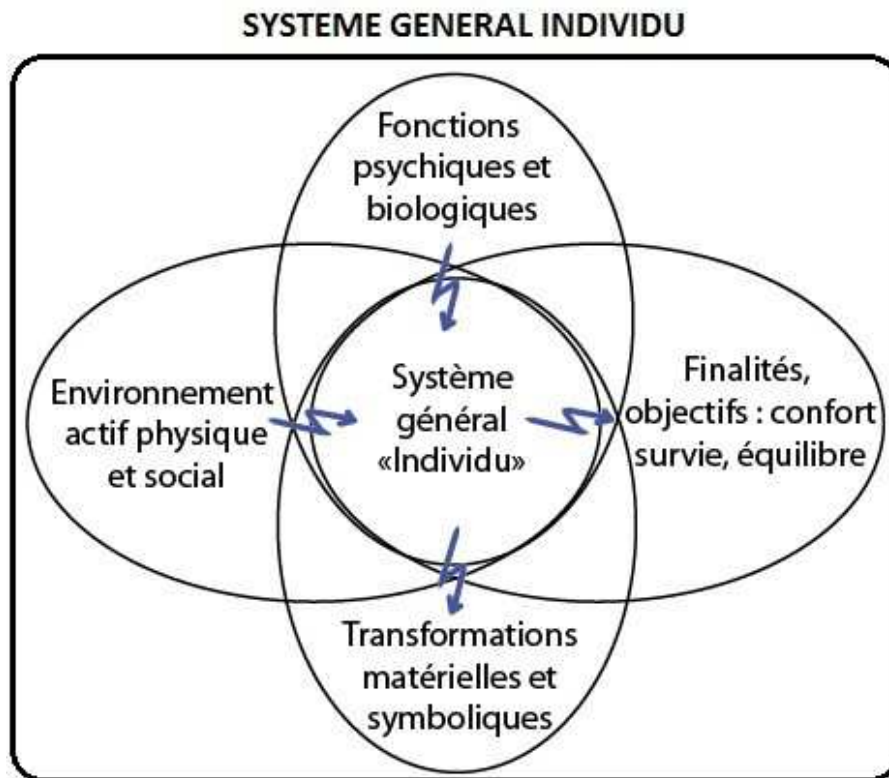 SYSTEME GENERAL INDIVIDU
Fonctions
psychiques et
biologiques
Environnement
actif physique
et social
Système
général
«Individu»
Finalités,
objectifs : confort
survie, équilibre
Transformations
matérielles et
symboliques